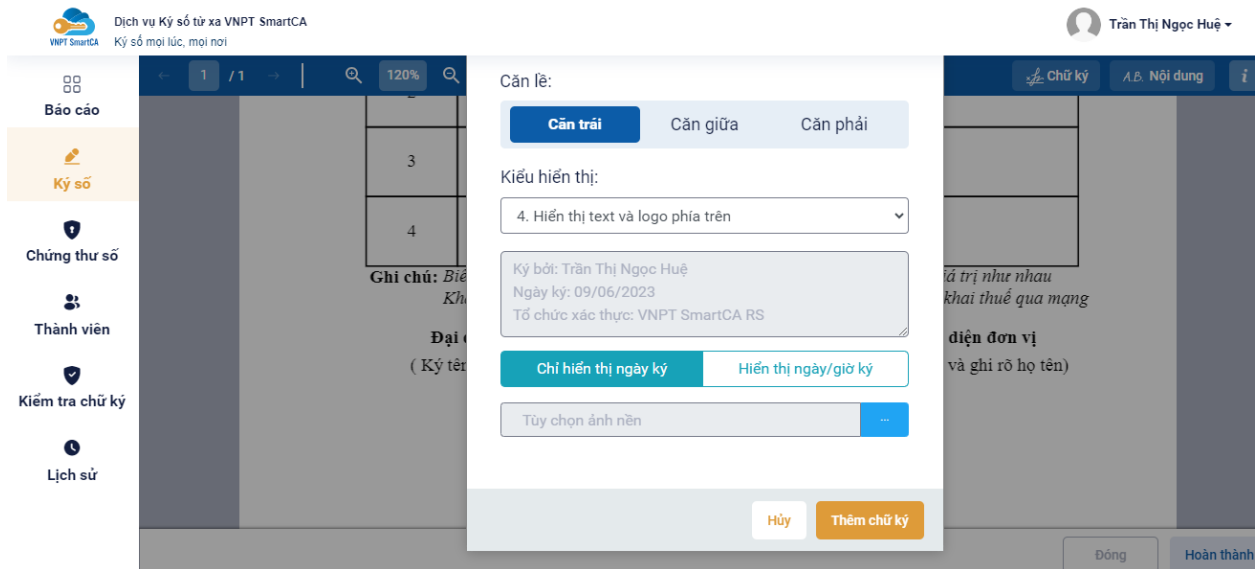 VNPT SmartCA
Dịch vụ Ký số từ xa VNPT SmartCA
Ký số mọi lúc, mọi nơi
Trần Thị Ngọc Huệ
Báo cáo
Ký số
Chứng thư số
Thành viên
Kiểm tra chữ ký
Lịch sử
1 / 1
120%
Chữ ký
A.B. Nội dung
i
3
4
Ghi chú:
iá trị như nhau
khai thuế qua mạng
diện đơn vị
( Ký tên
và ghi rõ họ tên)
Căn lề:
Căn trái Căn giữa Căn phải
Kiểu hiển thị:
4. Hiển thị text và logo phía trên
Ký bởi: Trần Thị Ngọc Huệ
Ngày ký: 09/06/2023
Tổ chức xác thực: VNPT SmartCA RS
Chỉ hiển thị ngày ký Hiển thị ngày/giờ ký
Tùy chọn ảnh nền ...
Hủy Thêm chữ ký
Đóng Hoàn thành